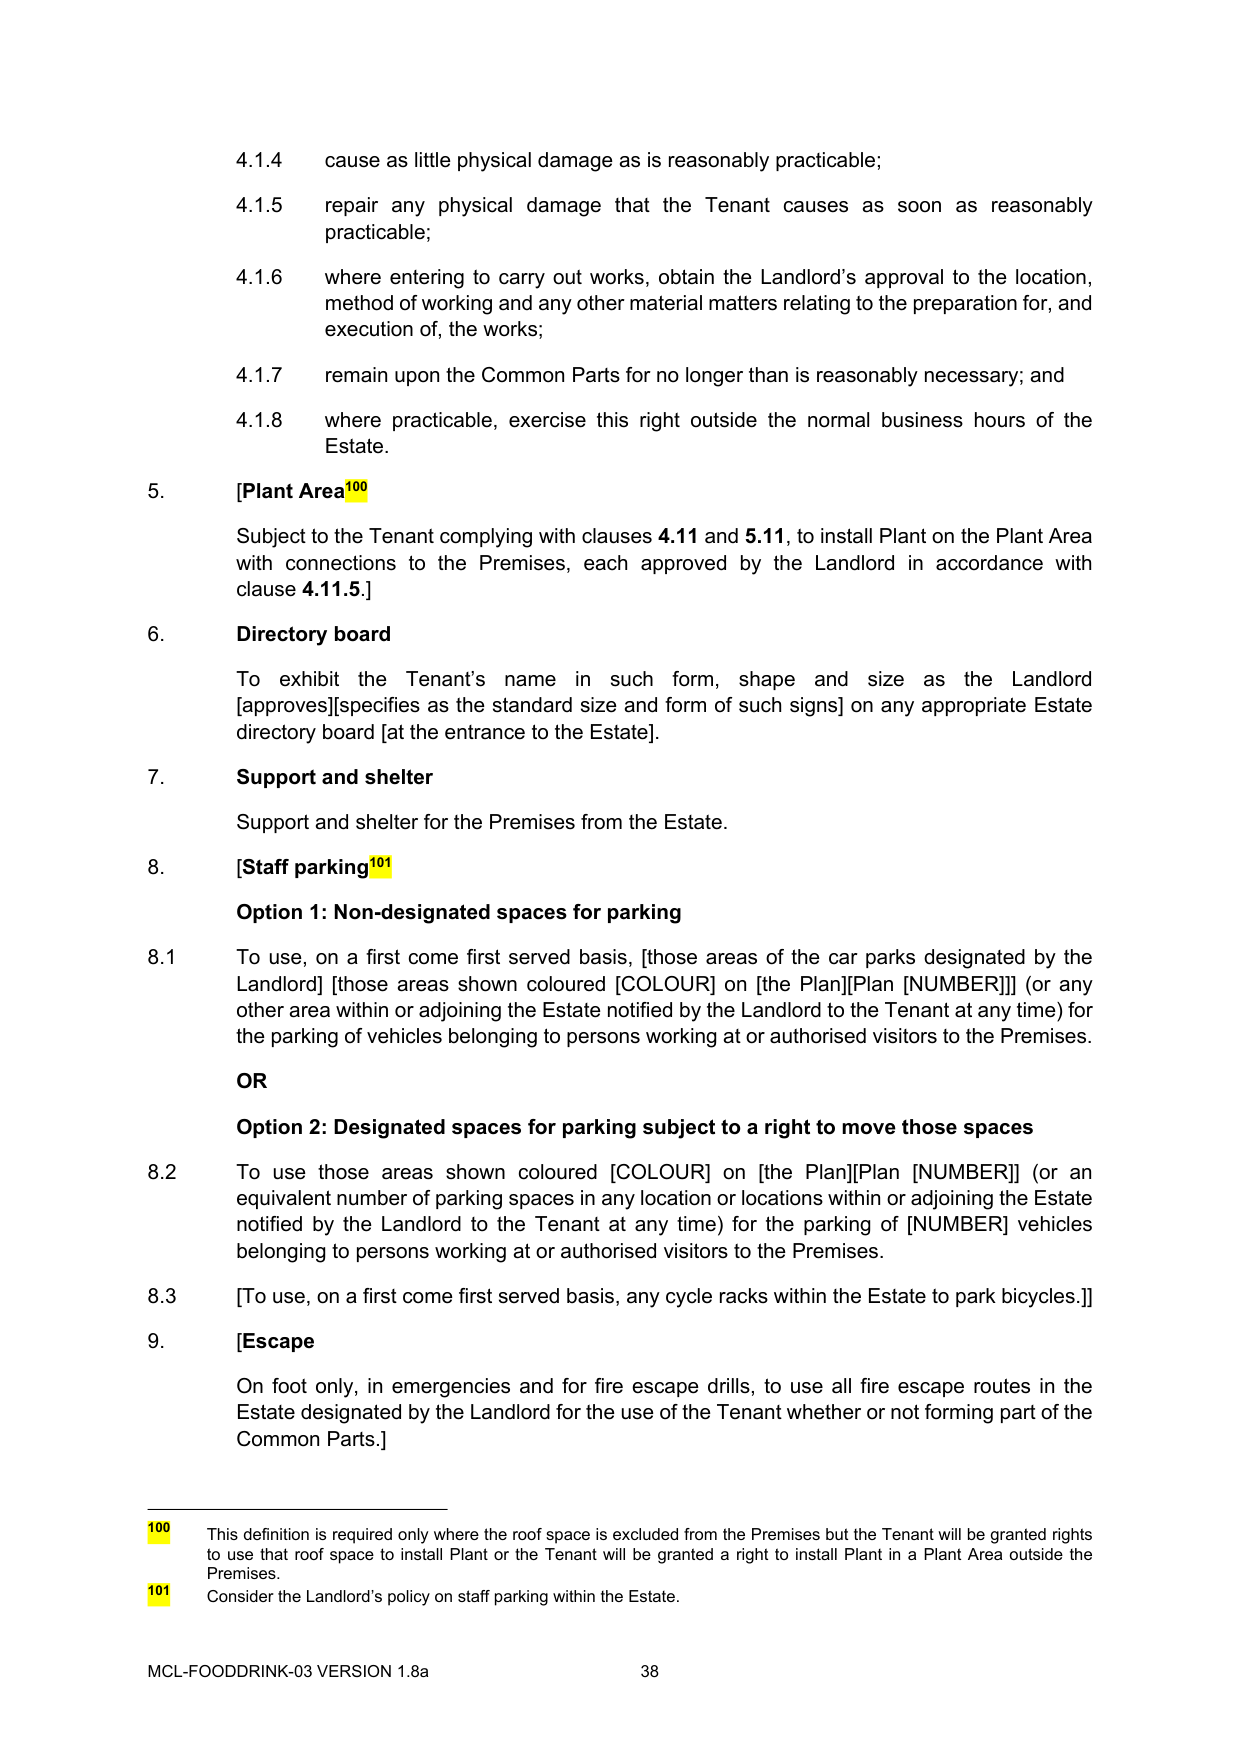 4.1.4 cause as little physical damage as is reasonably practicable;
4.1.5 repair any physical damage that the Tenant causes as soon as reasonably
practicable;
4.1.6 where entering to carry out works, obtain the Landlord’s approval to the location,
method of working and any other material matters relating to the preparation for, and
execution of, the works;
4.1.7 remain upon the Common Parts for no longer than is reasonably necessary; and
4.1.8 where practicable, exercise this right outside the normal business hours of the
Estate.
5. [Plant Area100
Subject to the Tenant complying with clauses 4.11 and 5.11, to install Plant on the Plant Area
with connections to the Premises, each approved by the Landlord in accordance with
clause 4.11.5.]
6. Directory board
To exhibit the Tenant’s name in such form, shape and size as the Landlord
[approves][specifies as the standard size and form of such signs] on any appropriate Estate
directory board [at the entrance to the Estate].
7. Support and shelter
Support and shelter for the Premises from the Estate.
8. [Staff parking101
Option 1: Non-designated spaces for parking
8.1 To use, on a first come first served basis, [those areas of the car parks designated by the
Landlord] [those areas shown coloured [COLOUR] on [the Plan][Plan [NUMBER]]] (or any
other area within or adjoining the Estate notified by the Landlord to the Tenant at any time) for
the parking of vehicles belonging to persons working at or authorised visitors to the Premises.
OR
Option 2: Designated spaces for parking subject to a right to move those spaces
8.2 To use those areas shown coloured [COLOUR] on [the Plan][Plan [NUMBER]] (or an
equivalent number of parking spaces in any location or locations within or adjoining the Estate
notified by the Landlord to the Tenant at any time) for the parking of [NUMBER] vehicles
belonging to persons working at or authorised visitors to the Premises.
8.3 [To use, on a first come first served basis, any cycle racks within the Estate to park bicycles.]]
9. [Escape
On foot only, in emergencies and for fire escape drills, to use all fire escape routes in the
Estate designated by the Landlord for the use of the Tenant whether or not forming part of the
Common Parts.]
100 This definition is required only where the roof space is excluded from the Premises but the Tenant will be granted rights
to use that roof space to install Plant or the Tenant will be granted a right to install Plant in a Plant Area outside the
Premises.
101 Consider the Landlord’s policy on staff parking within the Estate.
MCL-FOODDRINK-03 VERSION 1.8a 38